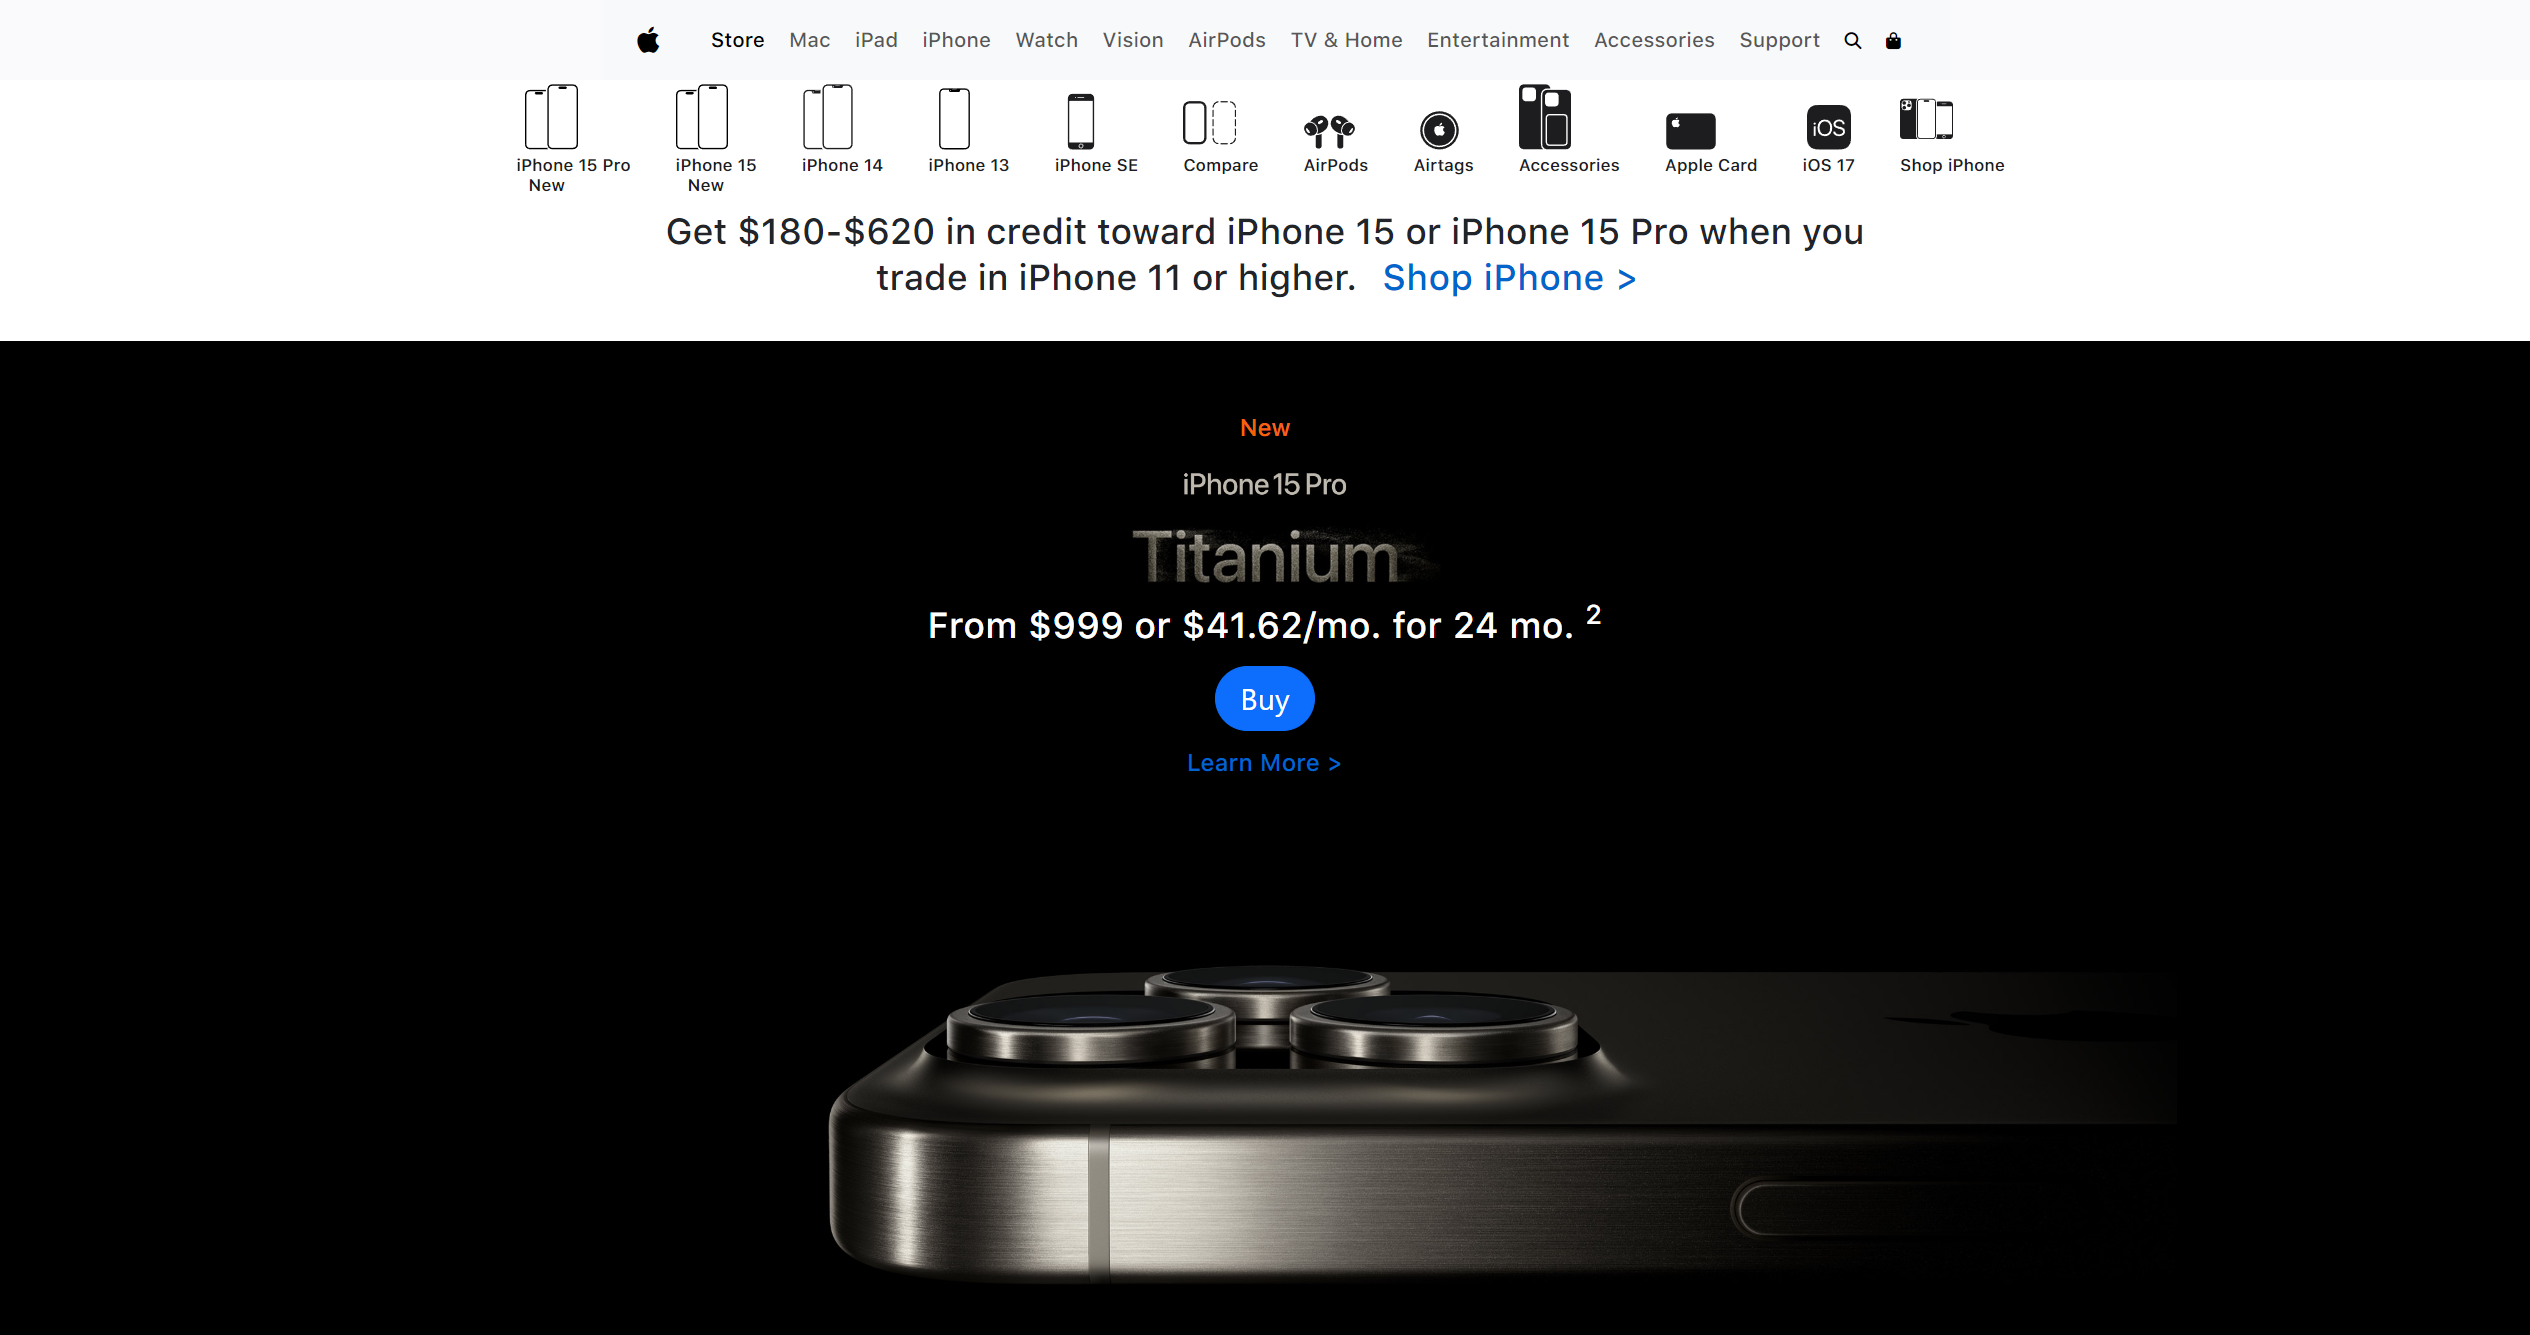 Store Mac iPad iPhone Watch Vision AirPods TV & Home Entertainment Accessories Support
iPhone 15 Pro
New
iPhone 15
New
iPhone 14
iPhone 13
iPhone SE
Compare
AirPods
Airtags
Accessories
Apple Card
iOS
iOS 17
Shop iPhone
Get $180-$620 in credit toward iPhone 15 or iPhone 15 Pro when you
trade in iPhone 11 or higher. Shop iPhone >
New
iPhone 15 Pro
Titanium
From $999 or $41.62/mo. for 24 mo. 2
Buy
Learn More >